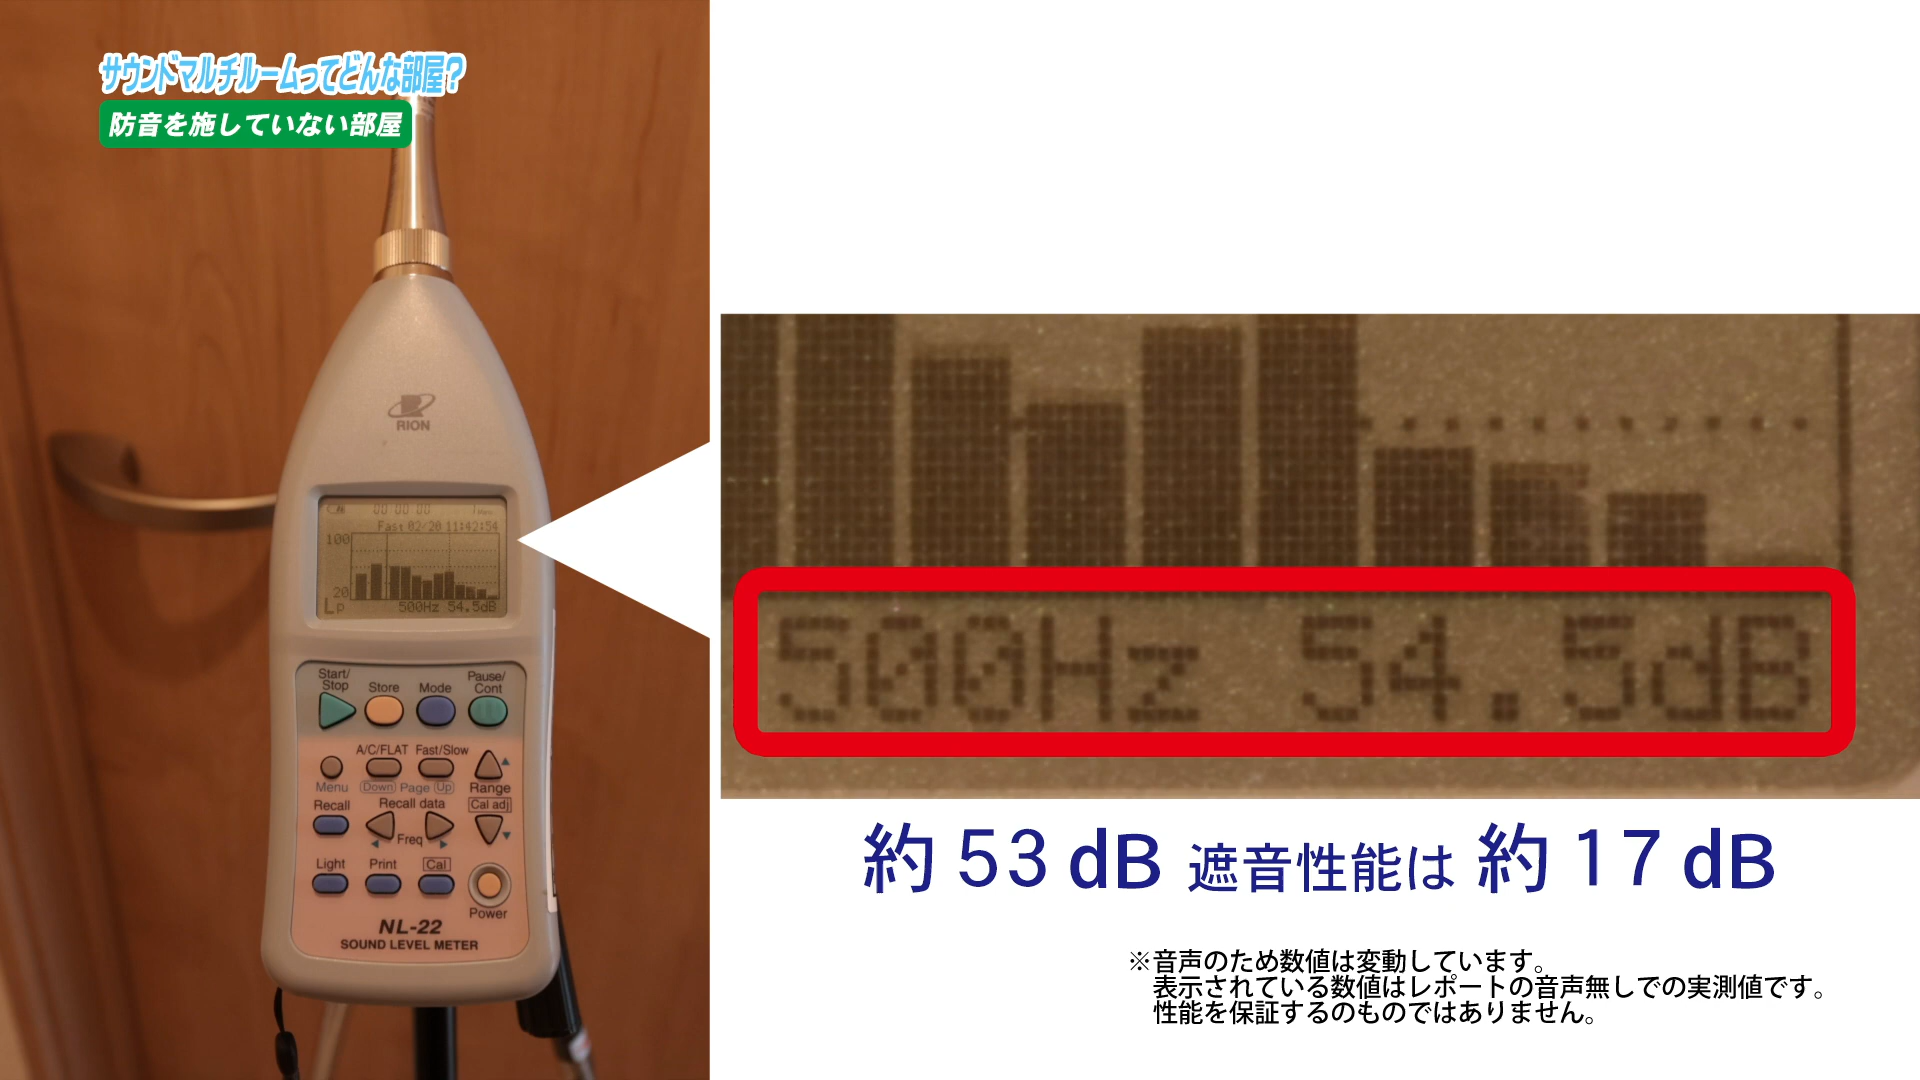 サウンドマルチルームってどんな部屋？
防音を施していない部屋
RION
00 00 00
Fast 02/20 11:42:54
100
20
Lp 500Hz 54.5dB
Start/Stop Store Mode Pause/Cont
A/C/FLAT Fast/Slow
Menu Down Page Up Range
Recall Recall data Cal adj
Freq
Light Print Cal
Power
NL-22
SOUND LEVEL METER
500Hz 54.5dB
約 53 dB 遮音性能は 約 17 dB
※音声のため数値は変動しています。
表示されている数値はレポートの音声無しでの実測値です。
性能を保証するのものではありません。